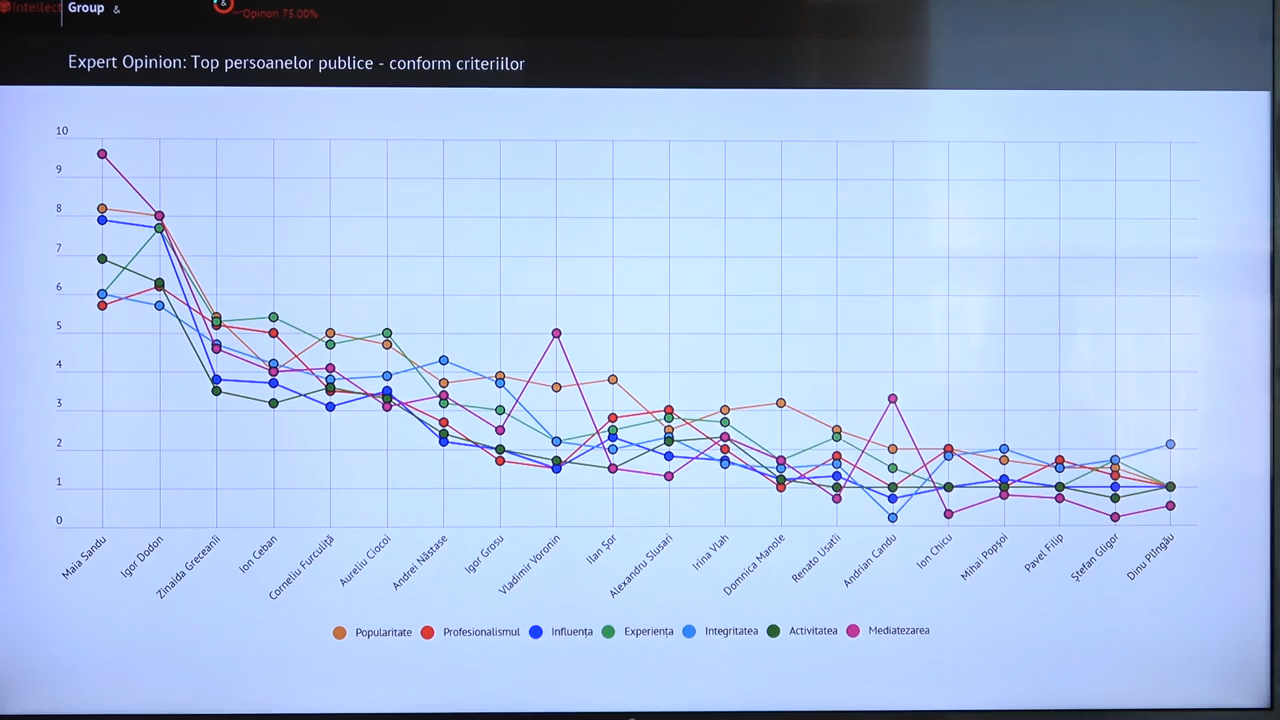 Intellect Group &
&
Opinon 75.00%
Expert Opinion: Top persoanelor publice - conform criteriilor
10
9
8
7
6
5
4
3
2
1
0
Maia Sandu
Igor Dodon
Zinaida Greceanîi
Ion Ceban
Corneliu Furculiță
Aureliu Ciocoi
Andrei Năstase
Igor Grosu
Vladimir Voronin
Ilan Șor
Alexandru Slusari
Irina Vlah
Domnica Manole
Renato Usatîi
Andrian Candu
Ion Chicu
Mihai Popșoi
Pavel Filip
Ștefan Gligor
Dinu Plîngău
Popularitate
Profesionalismul
Influența
Experiența
Integritatea
Activitatea
Mediatezarea